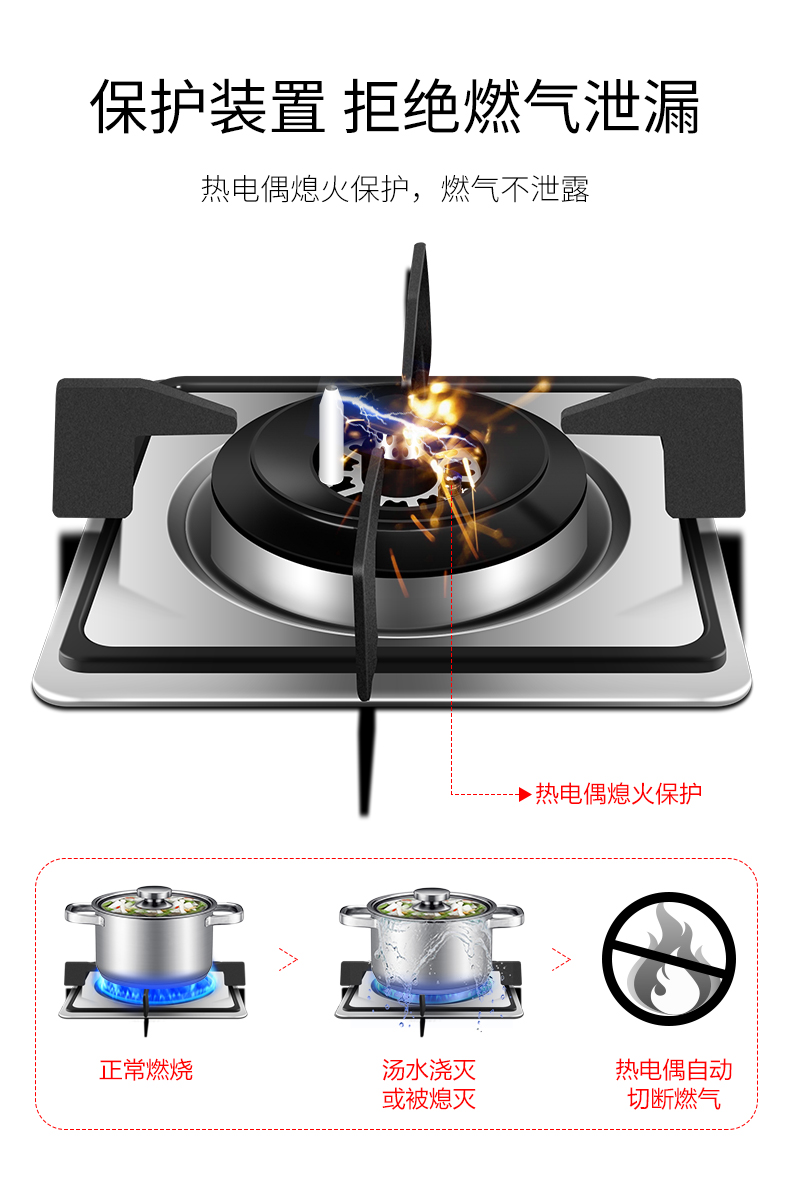 保护装置 拒绝燃气泄漏
热电偶熄火保护，燃气不泄露
热电偶熄火保护
正常燃烧
汤水浇灭
或被熄灭
热电偶自动
切断燃气